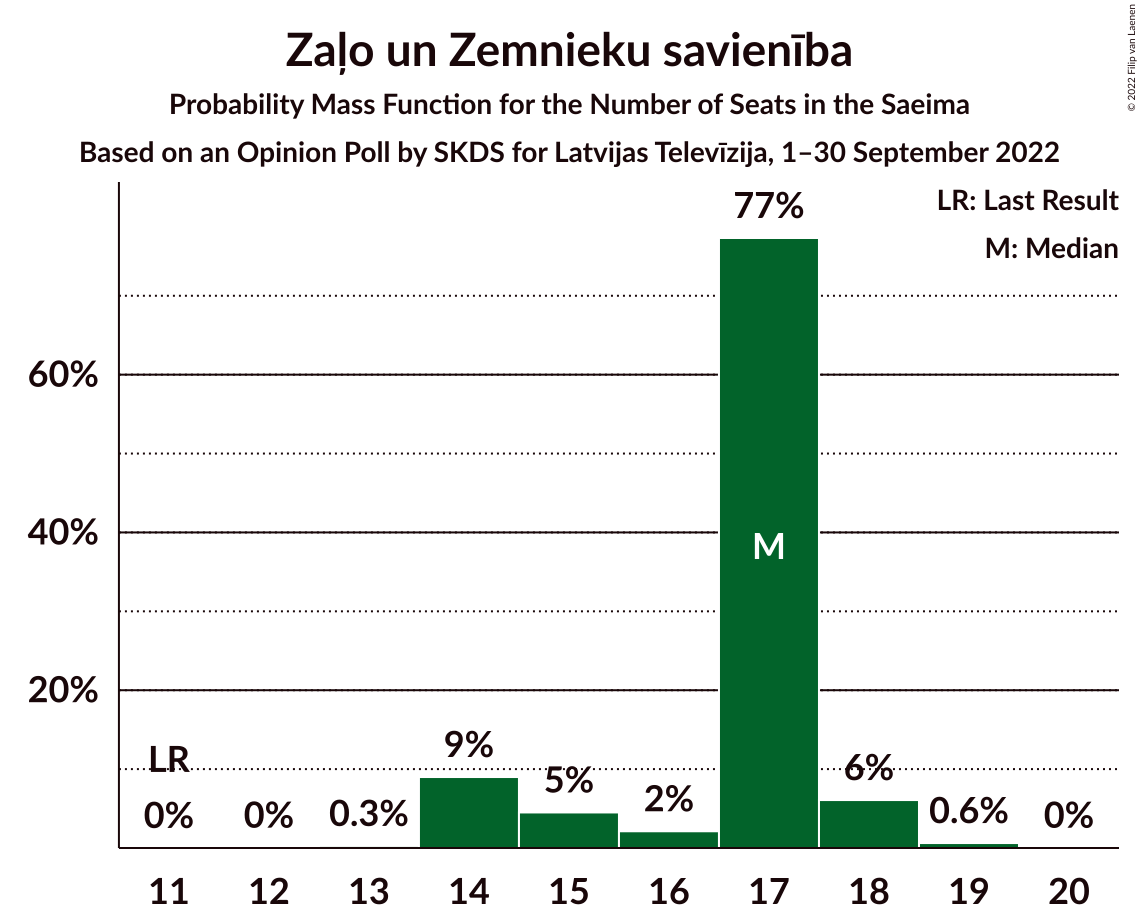 Zaļo un Zemnieku savienība
Probability Mass Function for the Number of Seats in the Saeima
Based on an Opinion Poll by SKDS for Latvijas Televīzija, 1–30 September 2022
© 2022 Filip van Laenen
LR: Last Result
M: Median
77%
60%
40%
M
20%
LR
9%
5%
6%
2%
0%
0%
0.3%
0.6%
0%
11 12 13 14 15 16 17 18 19 20